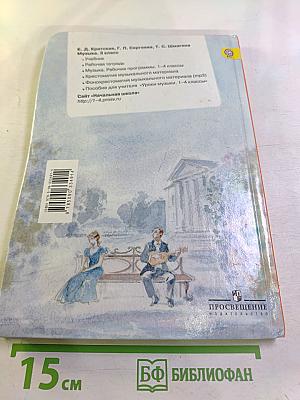 Е. Д. Критская, Г. П. Сергеева, Т. С. Шмагина
Музыка. 3 класс
• Учебник
• Рабочая тетрадь
• Музыка. Рабочие программы. 1–4 классы
• Хрестоматия музыкального материала
• Фонохрестоматия музыкального материала (mp3)
• Пособие для учителя «Уроки музыки. 1–4 классы»
Сайт «Начальная школа»
http://1-4.prosv.ru
ПРОСВЕЩЕНИЕ
ИЗДАТЕЛЬСТВО
15 см
БФ БИБЛИОФАН